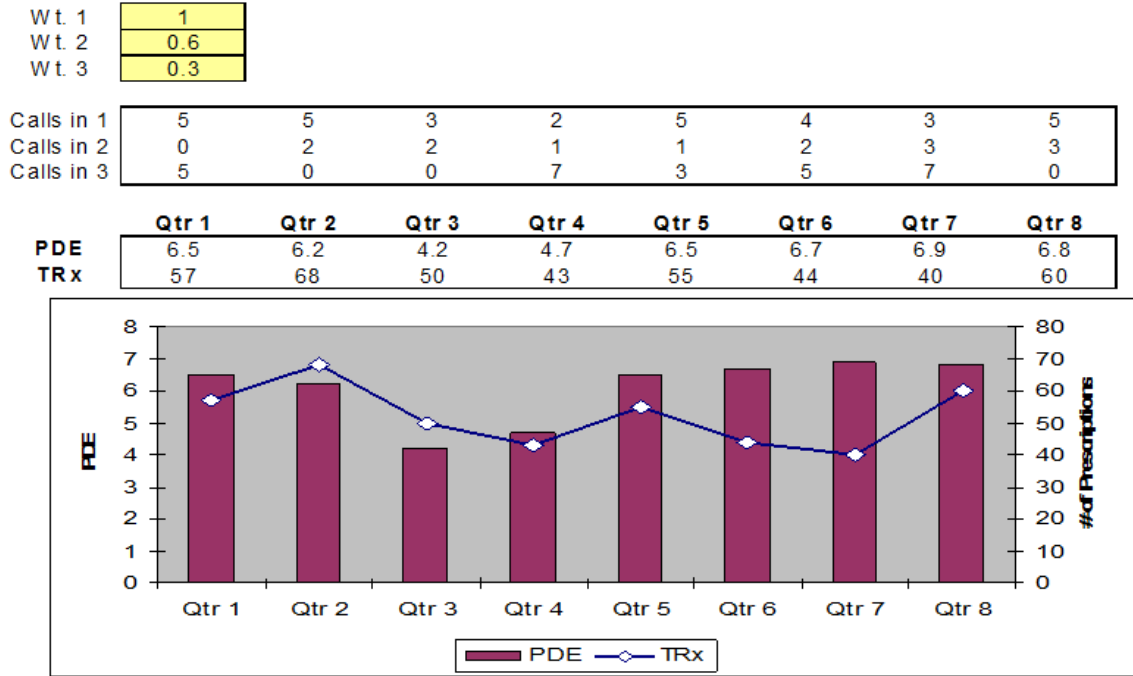 Wt. 1 1
Wt. 2 0.6
Wt. 3 0.3
Calls in 1 5 5 3 2 5 4 3 5
Calls in 2 0 2 2 1 1 2 3 3
Calls in 3 5 0 0 7 3 5 7 0
Qtr 1 Qtr 2 Qtr 3 Qtr 4 Qtr 5 Qtr 6 Qtr 7 Qtr 8
PDE 6.5 6.2 4.2 4.7 6.5 6.7 6.9 6.8
TRx 57 68 50 43 55 44 40 60
8 80
7 70
6 60
5 50
4 40
3 30
2 20
1 10
0 0
PDE
# of Prescriptions
Qtr 1 Qtr 2 Qtr 3 Qtr 4 Qtr 5 Qtr 6 Qtr 7 Qtr 8
PDE TRx